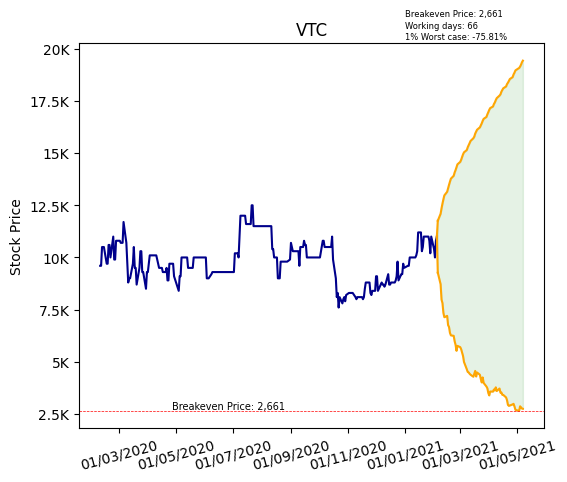 Breakeven Price: 2,661
Working days: 66
1% Worst case: -75.81%
VTC
20K
17.5K
15K
12.5K
10K
7.5K
5K
2.5K
Stock Price
Breakeven Price: 2,661
01/03/2020
01/05/2020
01/07/2020
01/09/2020
01/11/2020
01/01/2021
01/03/2021
01/05/2021